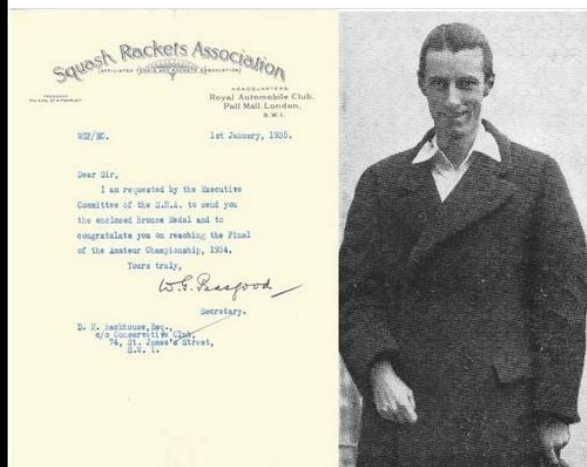 Squash Rackets Association
(AFFILIATED TENNIS AND RACKETS ASSOCIATION)
PRESIDENT
THE EARL OF KIMBERLEY
HEADQUARTERS
Royal Automobile Club.
Pall Mall, London.
S.W.1.
WGP/EC.
1st January, 1935.
Dear Sir,
I am requested by the Executive
Committee of the S.R.A. to send you
the enclosed Bronze Medal and to
congratulate you on reaching the Final
of the Amateur Championship, 1934.
Yours truly,
W. G. Peasgood
Secretary.
D. M. Backhouse, Esq.,
c/o Conservative Club,
74, St. James's Street,
S.W. 1.